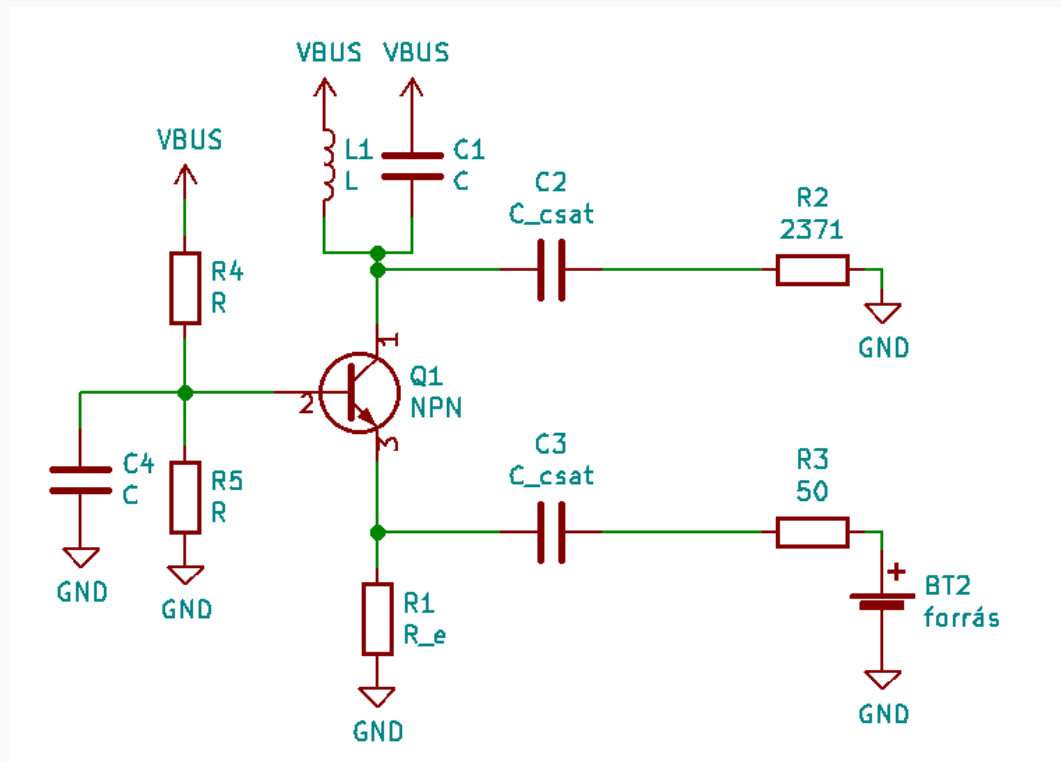 VBUS VBUS
VBUS
L1
L
C1
C
C2
C_csat
R2
2371
GND
R4
R
1
Q1
NPN
2
3
C4
C
R5
R
GND
GND
C3
C_csat
R3
50
+
BT2
forrás
GND
R1
R_e
GND